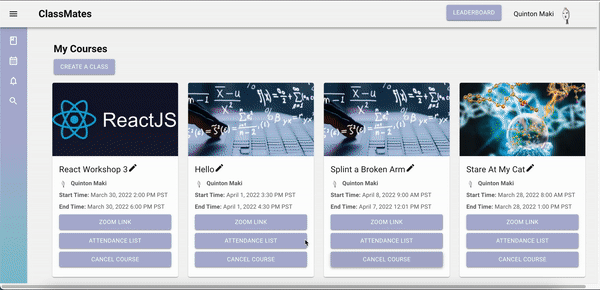 ClassMates
LEADERBOARD
Quinton Maki
My Courses
CREATE A CLASS
ReactJS
React Workshop 3
Quinton Maki
Start Time: March 30, 2022 2:00 PM PST
End Time: March 30, 2022 6:00 PM PST
ZOOM LINK
ATTENDANCE LIST
CANCEL COURSE
Hello
Quinton Maki
Start Time: April 1, 2022 3:30 PM PST
End Time: April 1, 2022 4:30 PM PST
ZOOM LINK
ATTENDANCE LIST
CANCEL COURSE
Splint a Broken Arm
Quinton Maki
Start Time: April 8, 2022 9:00 AM PST
End Time: April 7, 2022 12:01 PM PST
ZOOM LINK
ATTENDANCE LIST
CANCEL COURSE
Stare At My Cat
Quinton Maki
Start Time: March 28, 2022 8:00 AM PST
End Time: March 28, 2022 1:00 PM PST
ZOOM LINK
ATTENDANCE LIST
CANCEL COURSE